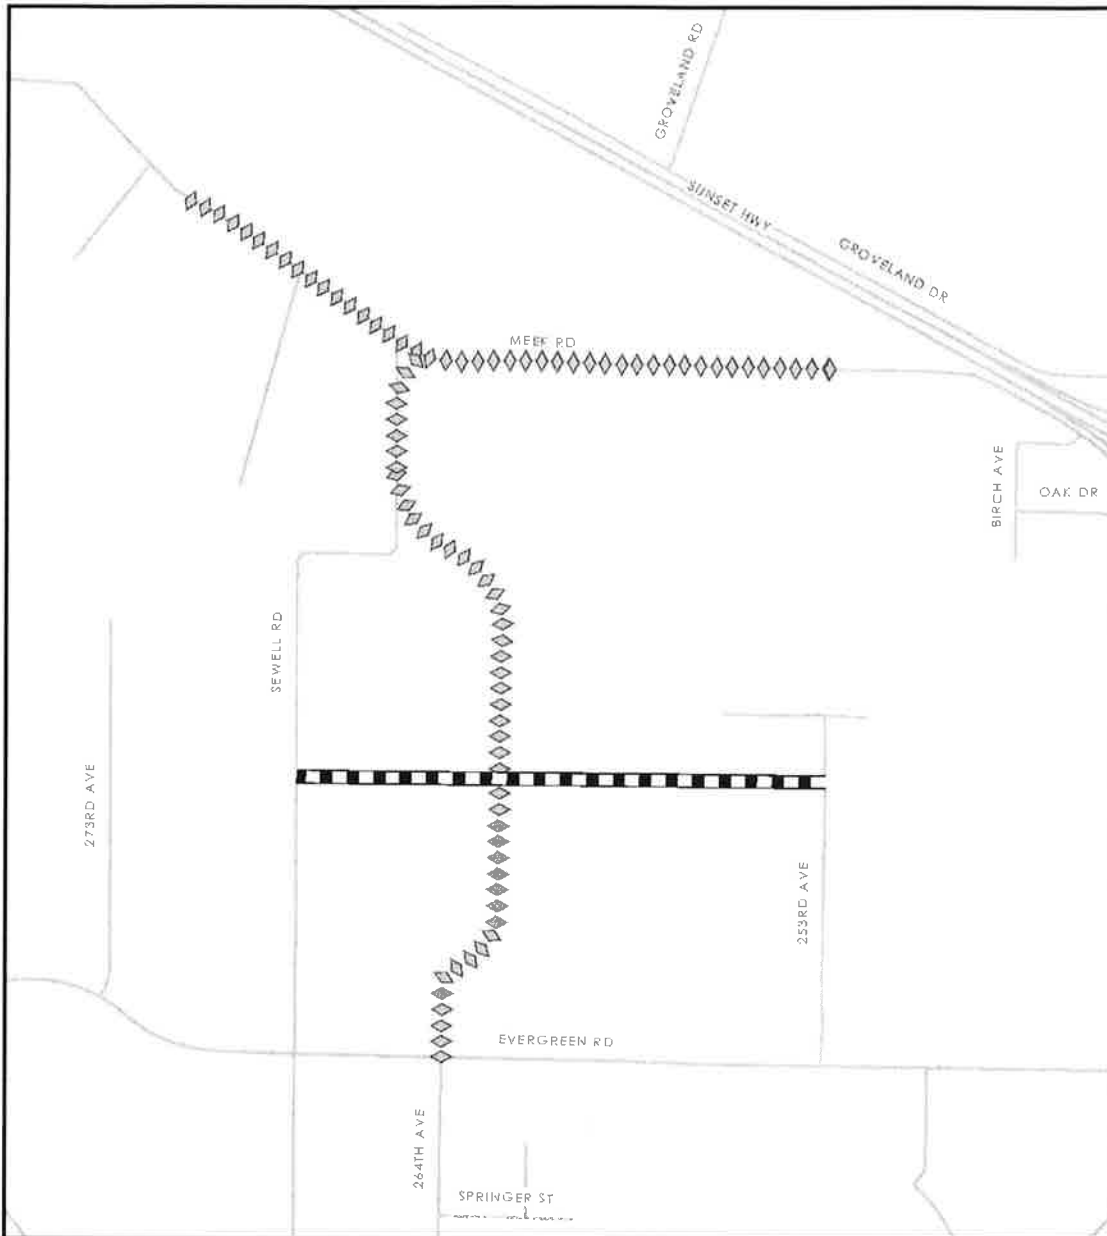 GROVELAND RD
SUNSET HWY
GROVELAND DR
MEEK RD
BIRCH AVE
OAK DR
SEWELL RD
273RD AVE
253RD AVE
EVERGREEN RD
264TH AVE
SPRINGER ST